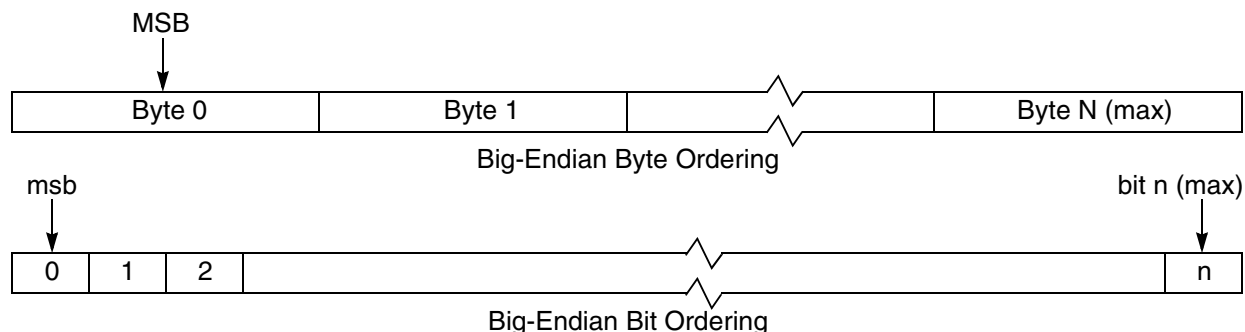 MSB
Byte 0 Byte 1 Byte N (max)
Big-Endian Byte Ordering
msb bit n (max)
0 1 2 n
Big-Endian Bit Ordering